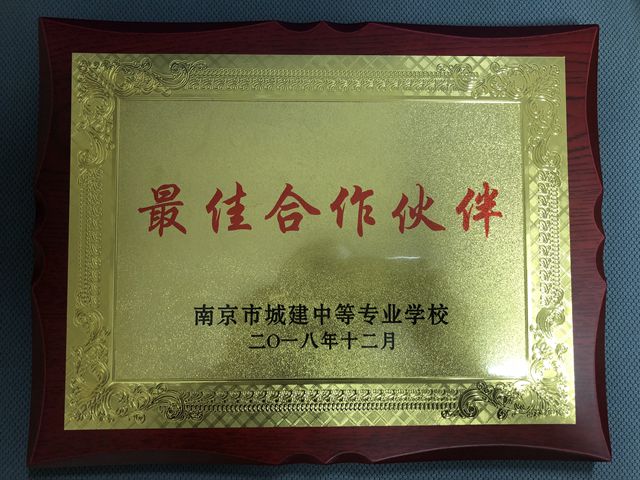 最佳合作伙伴
南京市城建中等专业学校
二〇一八年十二月